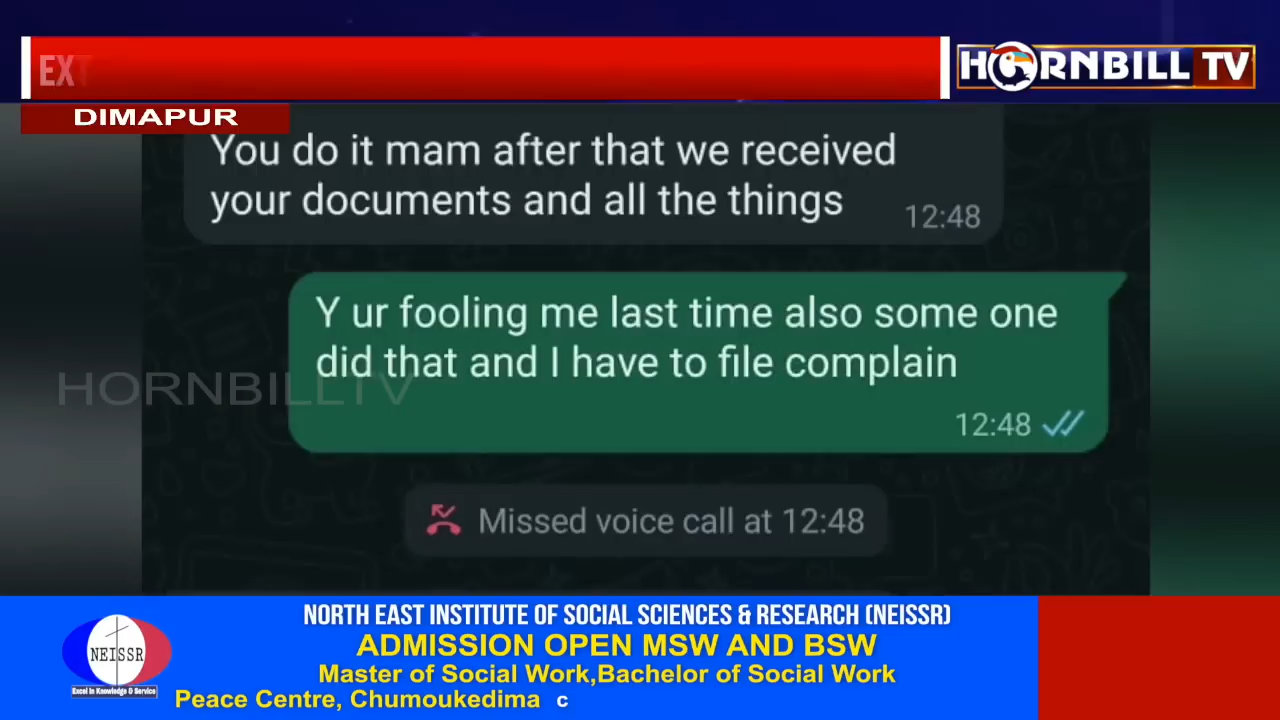 EXT
HORNBILL TV
DIMAPUR
You do it mam after that we received
your documents and all the things
12:48
Y ur fooling me last time also some one
did that and I have to file complain
12:48
HORNBILLTV
Missed voice call at 12:48
NORTH EAST INSTITUTE OF SOCIAL SCIENCES & RESEARCH (NEISSR)
ADMISSION OPEN MSW AND BSW
Master of Social Work,Bachelor of Social Work
Peace Centre, Chumoukedima c
NEISSR
Excel in Knowledge & Service